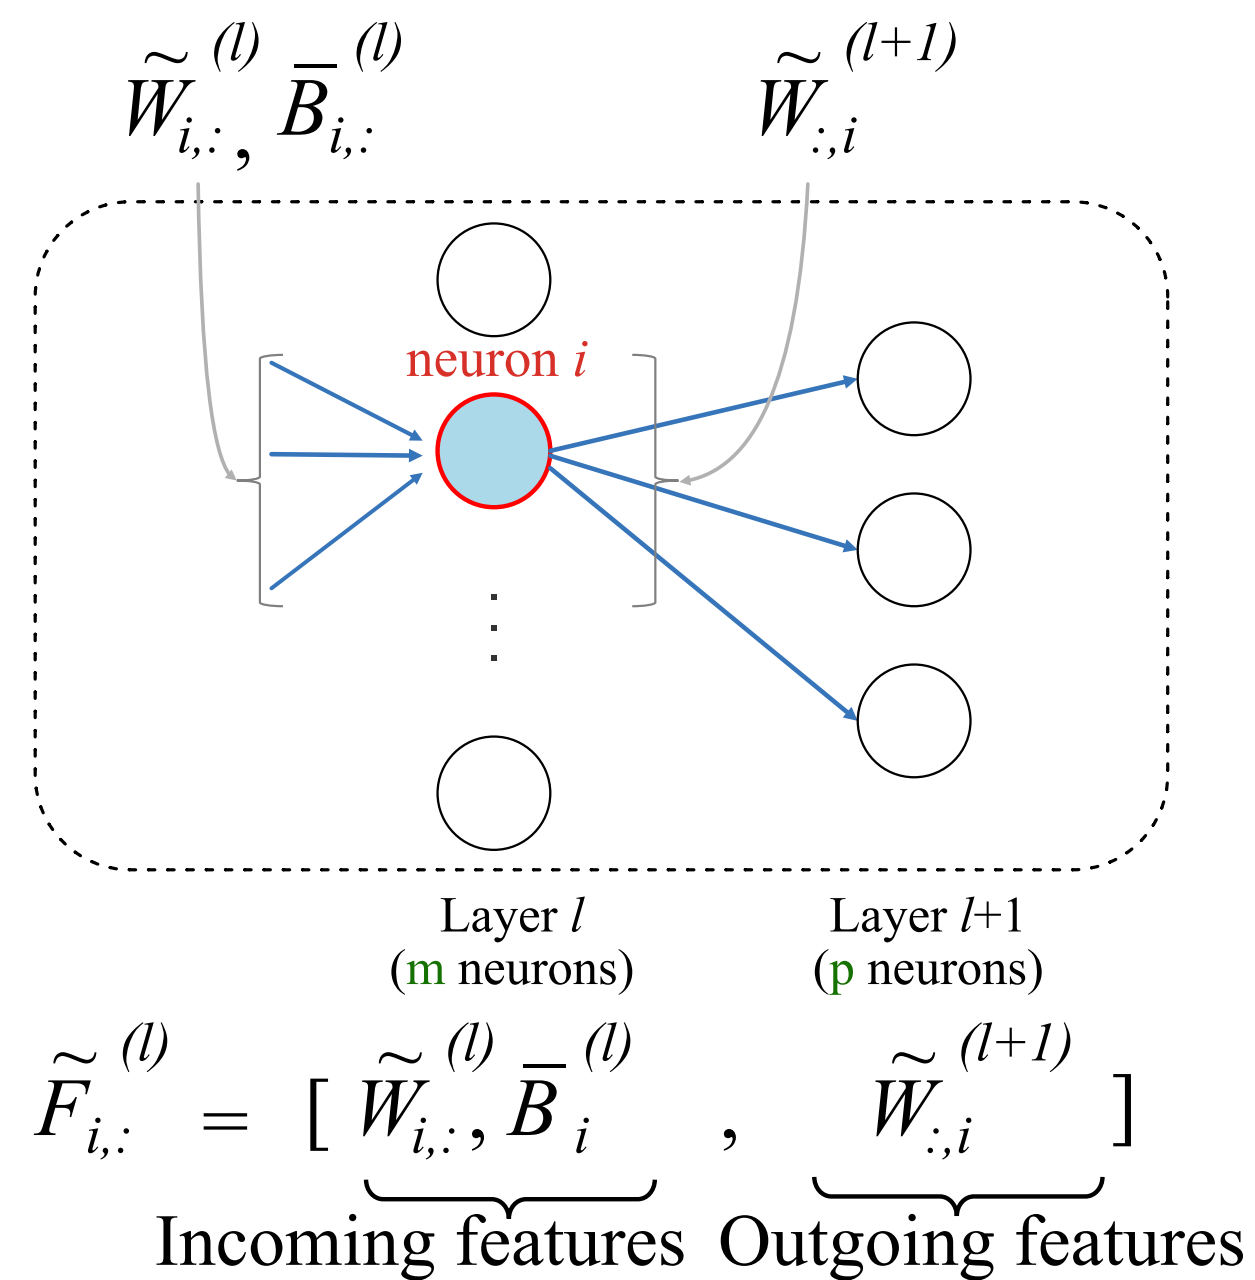 W̃_{i,:}^{(l)}, B̅_{i,:}^{(l)} W̃_{:,i}^{(l+1)}
neuron i
Layer l Layer l+1
(m neurons) (p neurons)
F̃_{i,:}^{(l)} = [ W̃_{i,:}^{(l)}, B̅_i^{(l)} , W̃_{:,i}^{(l+1)} ]
Incoming features Outgoing features